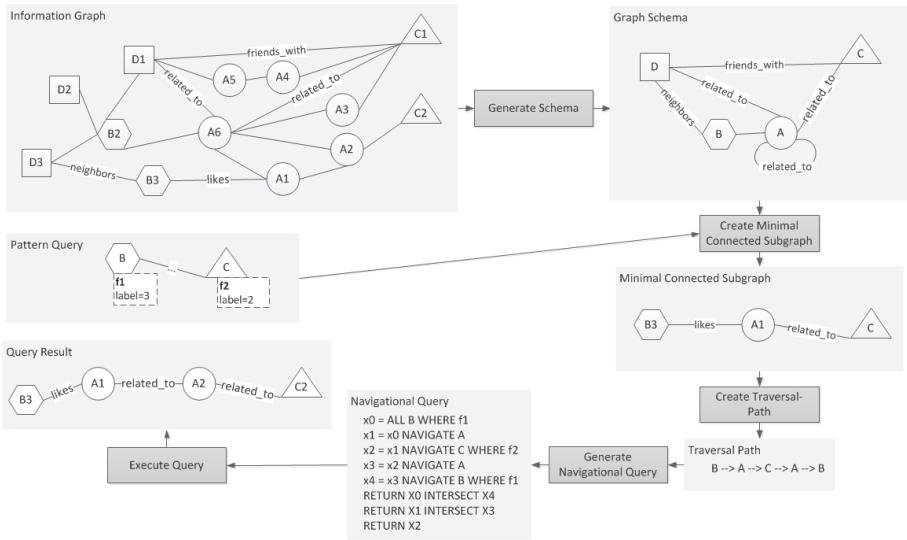 Information Graph
D1
friends_with
C1
A5
A4
related_to
related_to
D2
A3
C2
B2
A6
A2
D3
neighbors
B3
likes
A1
Generate Schema
Graph Schema
D
friends_with
C
related_to
related_to
neighbors
B
A
related_to
Create Minimal
Connected Subgraph
Pattern Query
B
...
C
f1
label=3
f2
label=2
Minimal Connected Subgraph
B3
likes
A1
related_to
C
Query Result
B3
likes
A1
related_to
A2
related_to
C2
Create Traversal-
Path
Traversal Path
B --> A --> C --> A --> B
Generate
Navigational Query
Navigational Query
x0 = ALL B WHERE f1
x1 = x0 NAVIGATE A
x2 = x1 NAVIGATE C WHERE f2
x3 = x2 NAVIGATE A
x4 = x3 NAVIGATE B WHERE f1
RETURN X0 INTERSECT X4
RETURN X1 INTERSECT X3
RETURN X2
Execute Query